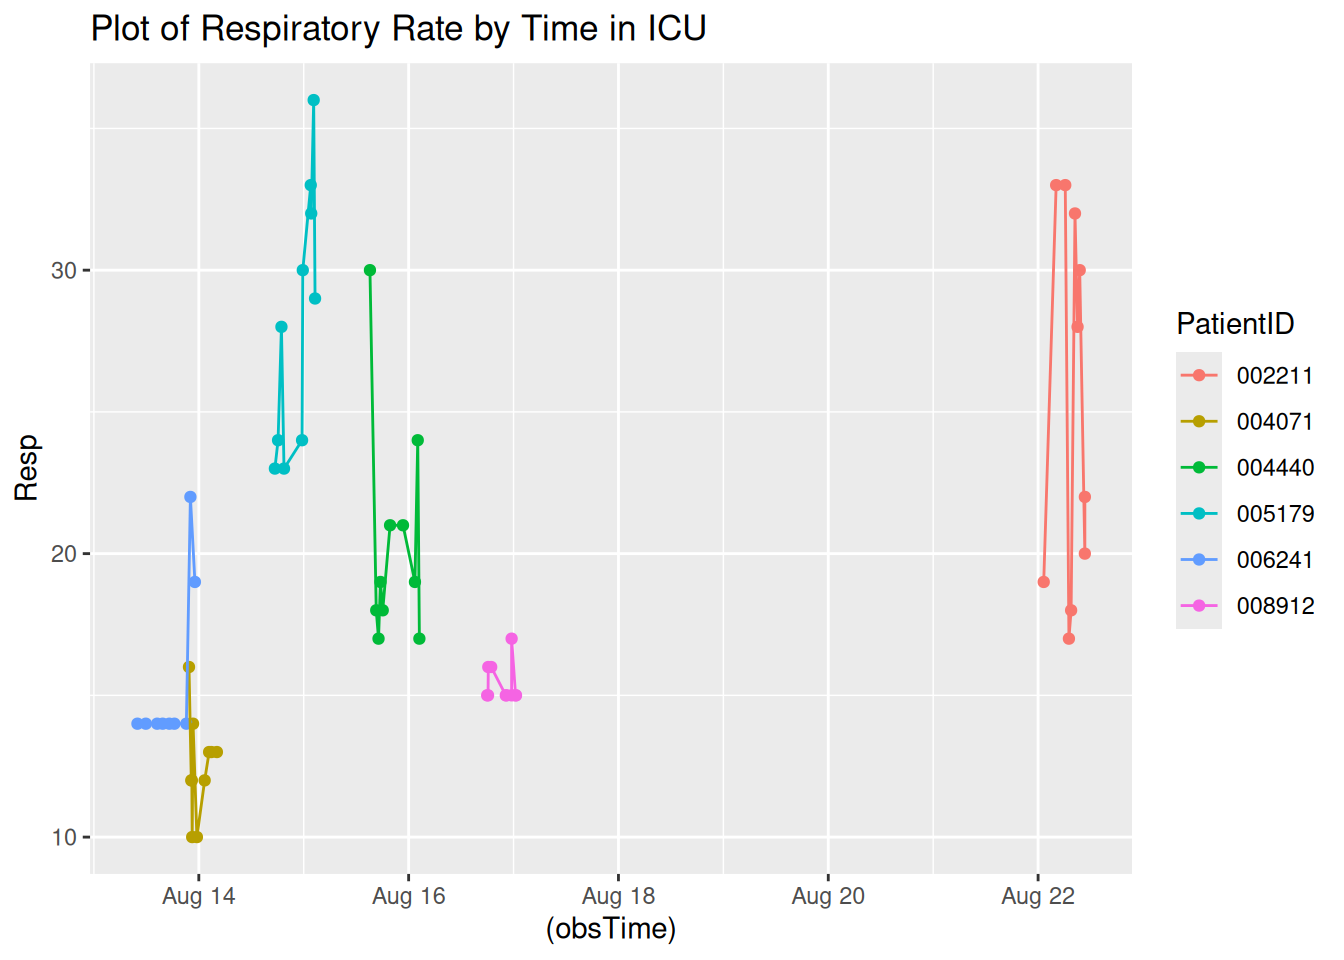 Plot of Respiratory Rate by Time in ICU
Resp
30
20
10
Aug 14 Aug 16 Aug 18 Aug 20 Aug 22
(obsTime)
PatientID
002211
004071
004440
005179
006241
008912